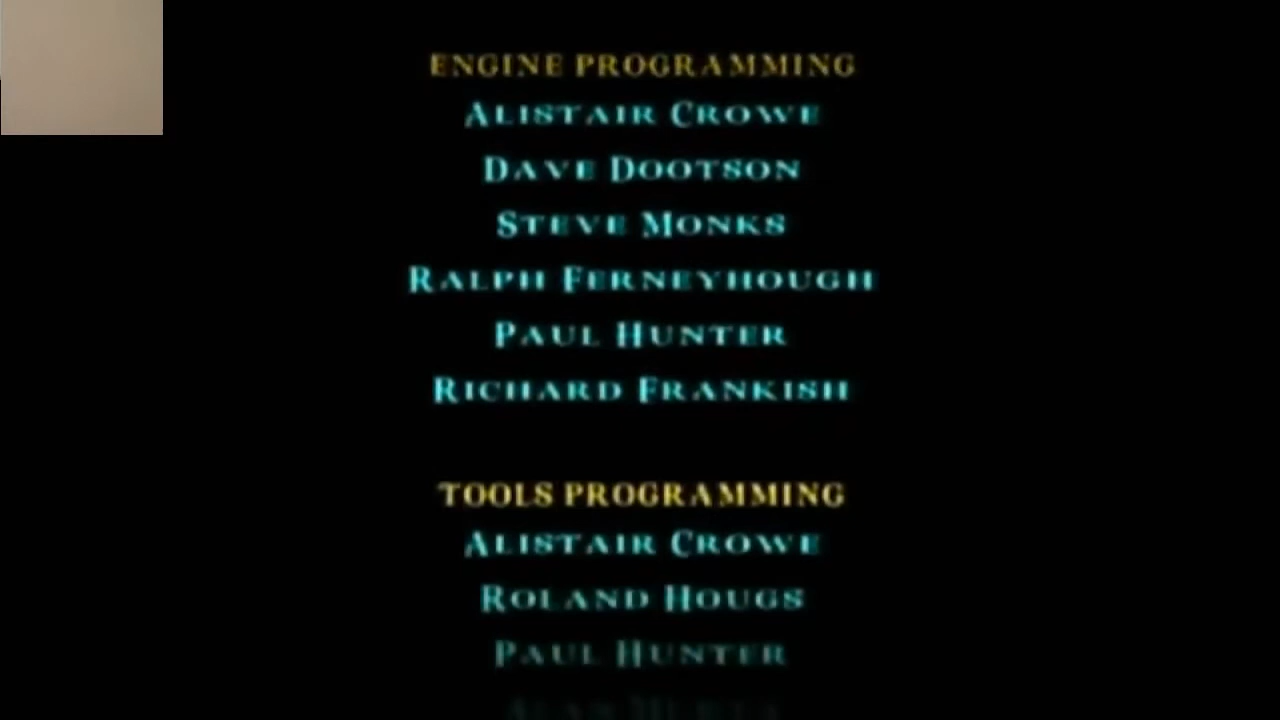 ENGINE PROGRAMMING
ALISTAIR CROWE
DAVE DOOTSON
STEVE MONKS
RALPH FERNEYHOUGH
PAUL HUNTER
RICHARD FRANKISH
TOOLS PROGRAMMING
ALISTAIR CROWE
ROLAND HOUGS
PAUL HUNTER